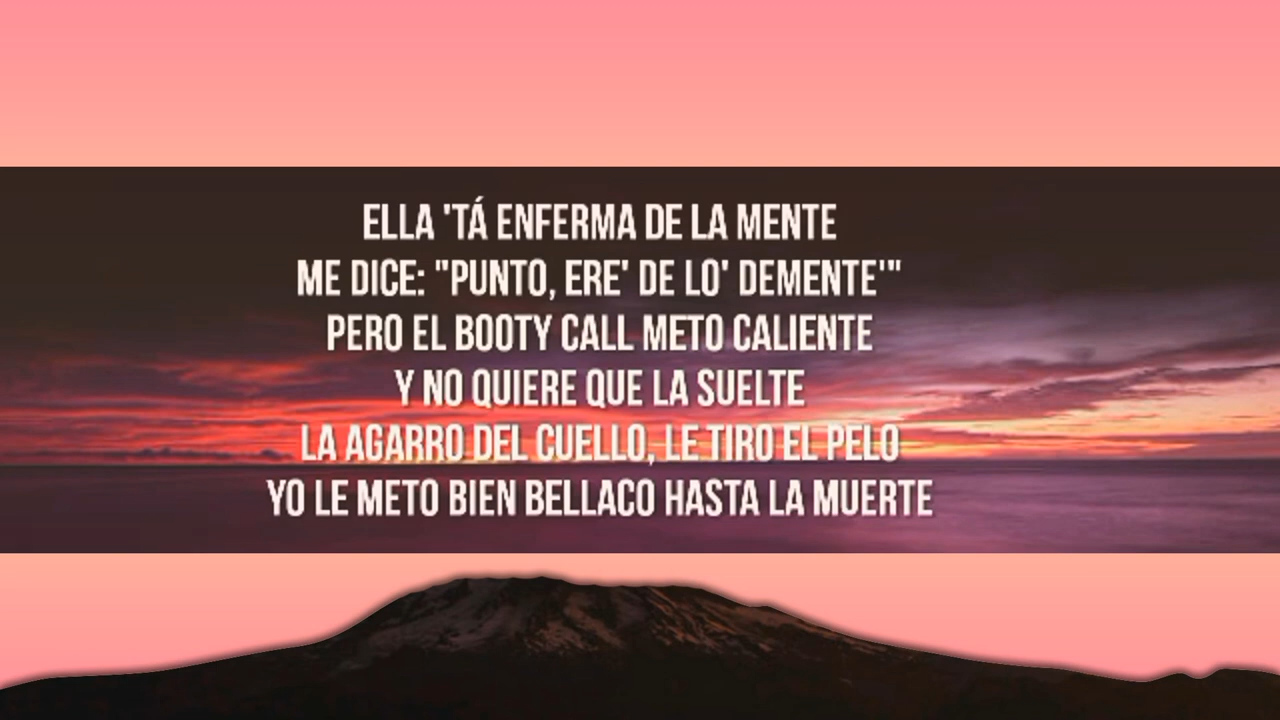 ELLA 'TÁ ENFERMA DE LA MENTE
ME DICE: "PUNTO, ERE' DE LO' DEMENTE'"
PERO EL BOOTY CALL METO CALIENTE
Y NO QUIERE QUE LA SUELTE
LA AGARRO DEL CUELLO, LE TIRO EL PELO
YO LE METO BIEN BELLACO HASTA LA MUERTE